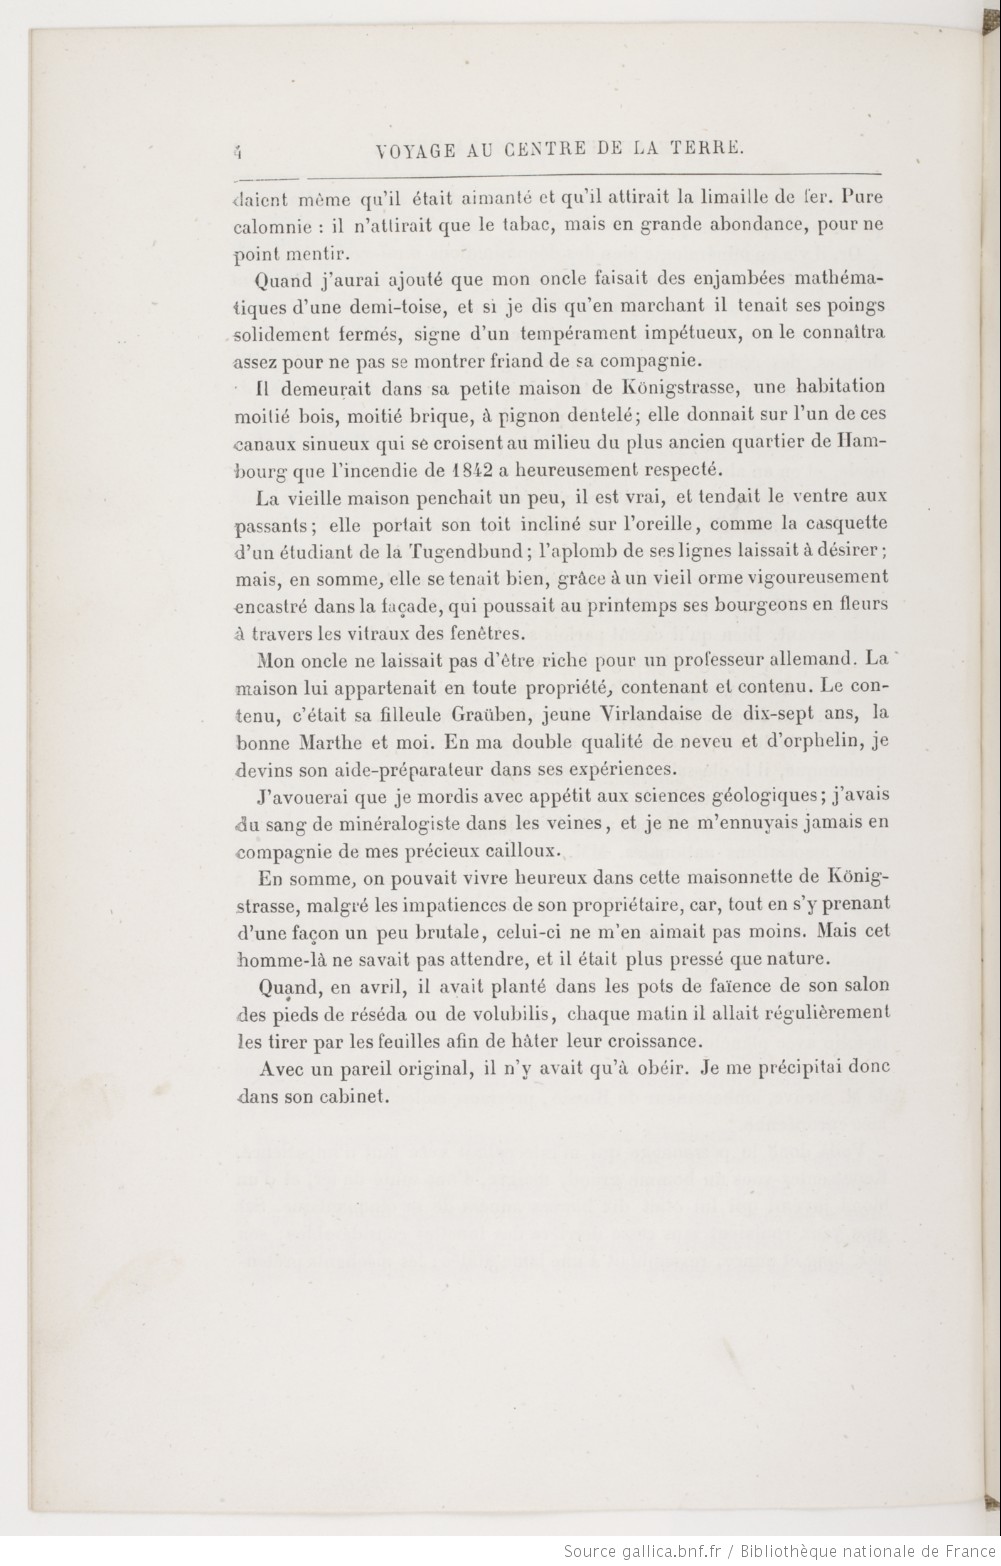 4 VOYAGE AU CENTRE DE LA TERRE.
daient même qu'il était aimanté et qu'il attirait la limaille de fer. Pure
calomnie : il n'attirait que le tabac, mais en grande abondance, pour ne
point mentir.
Quand j'aurai ajouté que mon oncle faisait des enjambées mathéma-
tiques d'une demi-toise, et si je dis qu'en marchant il tenait ses poings
solidement fermés, signe d'un tempérament impétueux, on le connaîtra
assez pour ne pas se montrer friand de sa compagnie.
Il demeurait dans sa petite maison de Königstrasse, une habitation
moitié bois, moitié brique, à pignon dentelé; elle donnait sur l'un de ces
canaux sinueux qui se croisent au milieu du plus ancien quartier de Ham-
bourg que l'incendie de 1842 a heureusement respecté.
La vieille maison penchait un peu, il est vrai, et tendait le ventre aux
passants; elle portait son toit incliné sur l'oreille, comme la casquette
d'un étudiant de la Tugendbund; l'aplomb de ses lignes laissait à désirer;
mais, en somme, elle se tenait bien, grâce à un vieil orme vigoureusement
encastré dans la façade, qui poussait au printemps ses bourgeons en fleurs
à travers les vitraux des fenêtres.
Mon oncle ne laissait pas d'être riche pour un professeur allemand. La
maison lui appartenait en toute propriété, contenant et contenu. Le con-
tenu, c'était sa filleule Graüben, jeune Virlandaise de dix-sept ans, la
bonne Marthe et moi. En ma double qualité de neveu et d'orphelin, je
devins son aide-préparateur dans ses expériences.
J'avouerai que je mordis avec appétit aux sciences géologiques; j'avais
du sang de minéralogiste dans les veines, et je ne m'ennuyais jamais en
compagnie de mes précieux cailloux.
En somme, on pouvait vivre heureux dans cette maisonnette de König-
strasse, malgré les impatiences de son propriétaire, car, tout en s'y prenant
d'une façon un peu brutale, celui-ci ne m'en aimait pas moins. Mais cet
homme-là ne savait pas attendre, et il était plus pressé que nature.
Quand, en avril, il avait planté dans les pots de faïence de son salon
des pieds de réséda ou de volubilis, chaque matin il allait régulièrement
les tirer par les feuilles afin de hâter leur croissance.
Avec un pareil original, il n'y avait qu'à obéir. Je me précipitai donc
dans son cabinet.
Source gallica.bnf.fr / Bibliothèque nationale de France